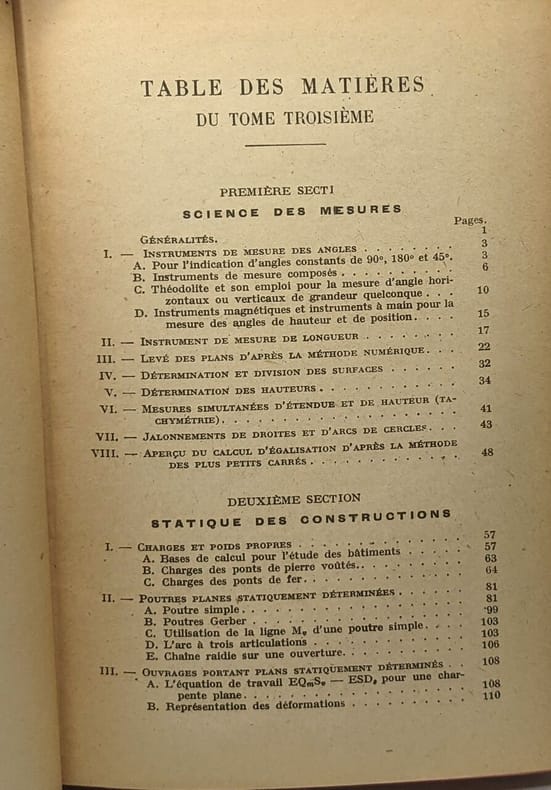 TABLE DES MATIÈRES
DU TOME TROISIÈME
PREMIÈRE SECTI
SCIENCE DES MESURES
Pages.
GÉNÉRALITÉS. 1
I. — INSTRUMENTS DE MESURE DES ANGLES . . . . . . . . 3
A. Pour l'indication d'angles constants de 90°, 180° et 45°. 3
B. Instruments de mesure composés . . . . . . . . 6
C. Théodolite et son emploi pour la mesure d'angle hori-
zontaux ou verticaux de grandeur quelconque . . . 10
D. Instruments magnétiques et instruments à main pour la
mesure des angles de hauteur et de position. . . . 15
II. — INSTRUMENT DE MESURE DE LONGUEUR . . . . . . . 17
III. — LEVÉ DES PLANS D'APRÈS LA MÉTHODE NUMÉRIQUE. . . 22
IV. — DÉTERMINATION ET DIVISION DES SURFACES . . . . . . 32
V. — DÉTERMINATION DES HAUTEURS . . . . . . . . . . 34
VI. — MESURES SIMULTANÉES D'ÉTENDUE ET DE HAUTEUR (TA-
CHYMÉTRIE) . . . . . . . . . . . . . . . . 41
VII. — JALONNEMENTS DE DROITES ET D'ARCS DE CERCLES. . . 43
VIII. — APERÇU DU CALCUL D'ÉGALISATION D'APRÈS LA MÉTHODE
DES PLUS PETITS CARRÉS . . . . . . . . . . . 48
DEUXIÈME SECTION
STATIQUE DES CONSTRUCTIONS
I. — CHARGES ET POIDS PROPRES . . . . . . . . . . . . 57
A. Bases de calcul pour l'étude des bâtiments . . . . . 57
B. Charges des ponts de pierre voûtés. . . . . . . . . 63
C. Charges des ponts de fer. . . . . . . . . . . . . 64
II. — POUTRES PLANES STATIQUEMENT DÉTERMINÉES . . . . . 81
A. Poutre simple. . . . . . . . . . . . . . . . 81
B. Poutres Gerber . . . . . . . . . . . . . . . 99
C. Utilisation de la ligne Mᵥ d'une poutre simple. . . . 103
D. L'arc à trois articulations . . . . . . . . . . . 103
E. Chaîne raidie sur une ouverture. . . . . . . . . . 106
III. — OUVRAGES PORTANT PLANS STATIQUEMENT DÉTERMINÉS . . 108
A. L'équation de travail — pour une char-
pente plane. . . . . . . . . . . . . . . . 108
B. Représentation des déformations . . . . . . . . . 110